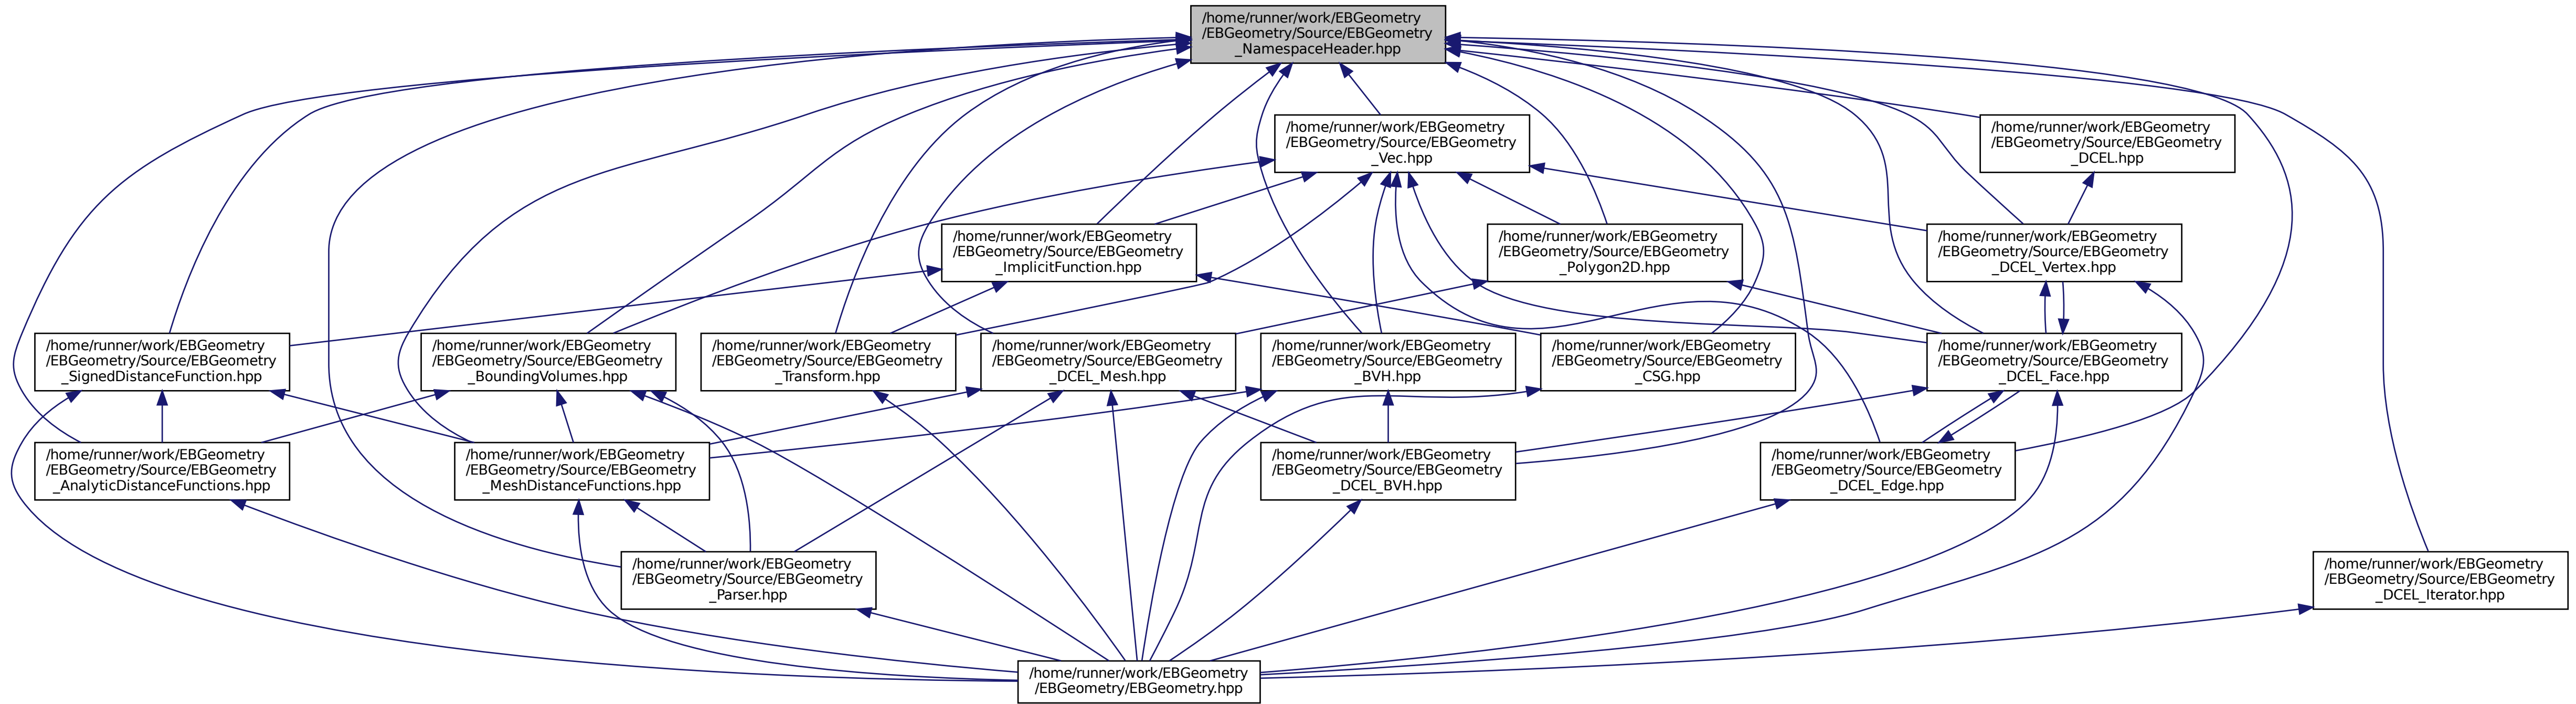 /home/runner/work/EBGeometry
/EBGeometry/Source/EBGeometry
_NamespaceHeader.hpp
/home/runner/work/EBGeometry
/EBGeometry/Source/EBGeometry
_Vec.hpp
/home/runner/work/EBGeometry
/EBGeometry/Source/EBGeometry
_DCEL.hpp
/home/runner/work/EBGeometry
/EBGeometry/Source/EBGeometry
_ImplicitFunction.hpp
/home/runner/work/EBGeometry
/EBGeometry/Source/EBGeometry
_Polygon2D.hpp
/home/runner/work/EBGeometry
/EBGeometry/Source/EBGeometry
_DCEL_Vertex.hpp
/home/runner/work/EBGeometry
/EBGeometry/Source/EBGeometry
_SignedDistanceFunction.hpp
/home/runner/work/EBGeometry
/EBGeometry/Source/EBGeometry
_BoundingVolumes.hpp
/home/runner/work/EBGeometry
/EBGeometry/Source/EBGeometry
_Transform.hpp
/home/runner/work/EBGeometry
/EBGeometry/Source/EBGeometry
_DCEL_Mesh.hpp
/home/runner/work/EBGeometry
/EBGeometry/Source/EBGeometry
_BVH.hpp
/home/runner/work/EBGeometry
/EBGeometry/Source/EBGeometry
_CSG.hpp
/home/runner/work/EBGeometry
/EBGeometry/Source/EBGeometry
_DCEL_Face.hpp
/home/runner/work/EBGeometry
/EBGeometry/Source/EBGeometry
_AnalyticDistanceFunctions.hpp
/home/runner/work/EBGeometry
/EBGeometry/Source/EBGeometry
_MeshDistanceFunctions.hpp
/home/runner/work/EBGeometry
/EBGeometry/Source/EBGeometry
_DCEL_BVH.hpp
/home/runner/work/EBGeometry
/EBGeometry/Source/EBGeometry
_DCEL_Edge.hpp
/home/runner/work/EBGeometry
/EBGeometry/Source/EBGeometry
_Parser.hpp
/home/runner/work/EBGeometry
/EBGeometry/Source/EBGeometry
_DCEL_Iterator.hpp
/home/runner/work/EBGeometry
/EBGeometry/EBGeometry.hpp